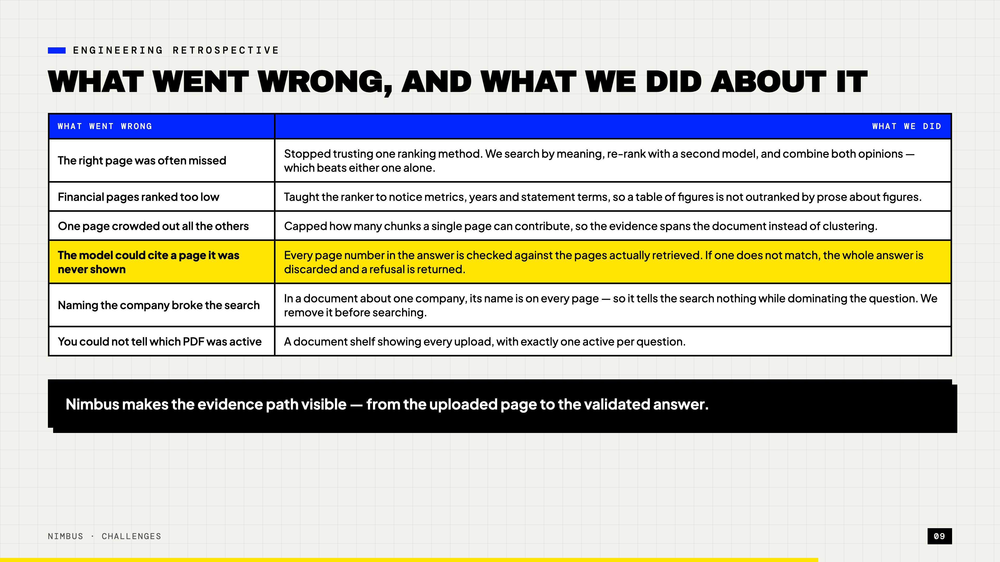 ENGINEERING RETROSPECTIVE
WHAT WENT WRONG, AND WHAT WE DID ABOUT IT
WHAT WENT WRONG
WHAT WE DID
The right page was often missed
Stopped trusting one ranking method. We search by meaning, re-rank with a second model, and combine both opinions —
which beats either one alone.
Financial pages ranked too low
Taught the ranker to notice metrics, years and statement terms, so a table of figures is not outranked by prose about figures.
One page crowded out all the others
Capped how many chunks a single page can contribute, so the evidence spans the document instead of clustering.
The model could cite a page it was
never shown
Every page number in the answer is checked against the pages actually retrieved. If one does not match, the whole answer is
discarded and a refusal is returned.
Naming the company broke the search
In a document about one company, its name is on every page — so it tells the search nothing while dominating the question. We
remove it before searching.
You could not tell which PDF was active
A document shelf showing every upload, with exactly one active per question.
Nimbus makes the evidence path visible — from the uploaded page to the validated answer.
NIMBUS · CHALLENGES
09